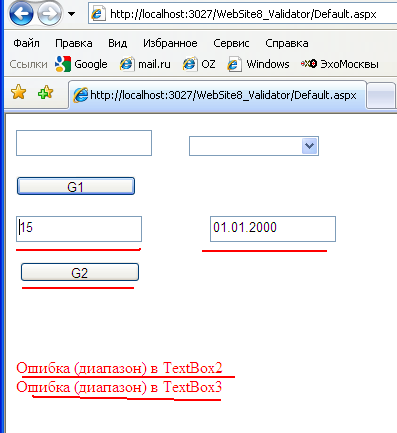 http://localhost:3027/WebSite8_Validator/Default.aspx
Файл Правка Вид Избранное Сервис Справка
Ссылки Google mail.ru OZ Windows ЭхоМосквы
http://localhost:3027/WebSite8_Validator/Default.aspx
G1
15 01.01.2000
G2
Ошибка (диапазон) в TextBox2
Ошибка (диапазон) в TextBox3